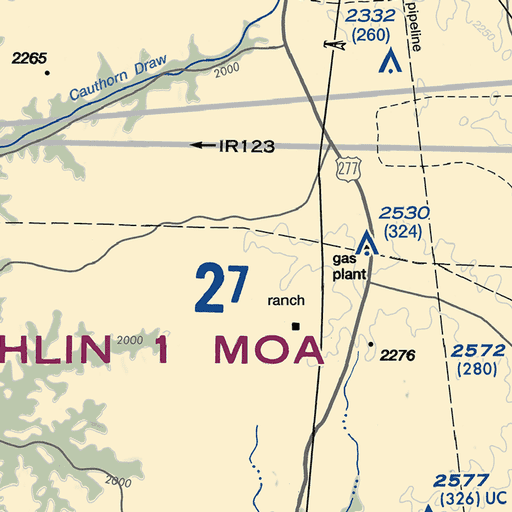 2332
(260)
pipeline
2250
2265
Cauthorn Draw
2000
IR123
277
2530
(324)
gas
plant
27
ranch
HLIN 1 MOA
2000
2276
2572
(280)
2000
2577
(326) UC